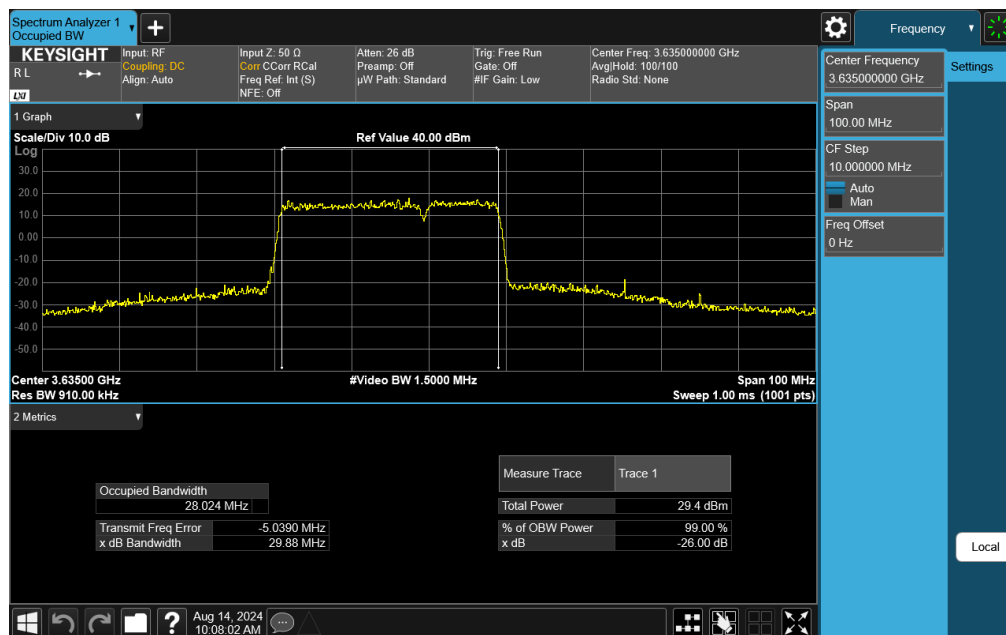 Spectrum Analyzer 1
Occupied BW
Frequency
KEYSIGHT
R L
LXI
Input: RF
Coupling: DC
Align: Auto
Input Z: 50 Ω
Corr CCorr RCal
Freq Ref: Int (S)
NFE: Off
Atten: 26 dB
Preamp: Off
µW Path: Standard
Trig: Free Run
Gate: Off
#IF Gain: Low
Center Freq: 3.635000000 GHz
Avg|Hold: 100/100
Radio Std: None
Center Frequency
3.635000000 GHz
Settings
Span
100.00 MHz
CF Step
10.000000 MHz
Auto
Man
Freq Offset
0 Hz
Local
1 Graph
Scale/Div 10.0 dB
Ref Value 40.00 dBm
Log
30.0
20.0
10.0
0.00
-10.0
-20.0
-30.0
-40.0
-50.0
Center 3.63500 GHz
#Video BW 1.5000 MHz
Span 100 MHz
Res BW 910.00 kHz
Sweep 1.00 ms (1001 pts)
2 Metrics
Measure Trace
Trace 1
Occupied Bandwidth
28.024 MHz
Total Power
29.4 dBm
Transmit Freq Error
-5.0390 MHz
% of OBW Power
99.00 %
x dB Bandwidth
29.88 MHz
x dB
-26.00 dB
?
Aug 14, 2024
10:08:02 AM